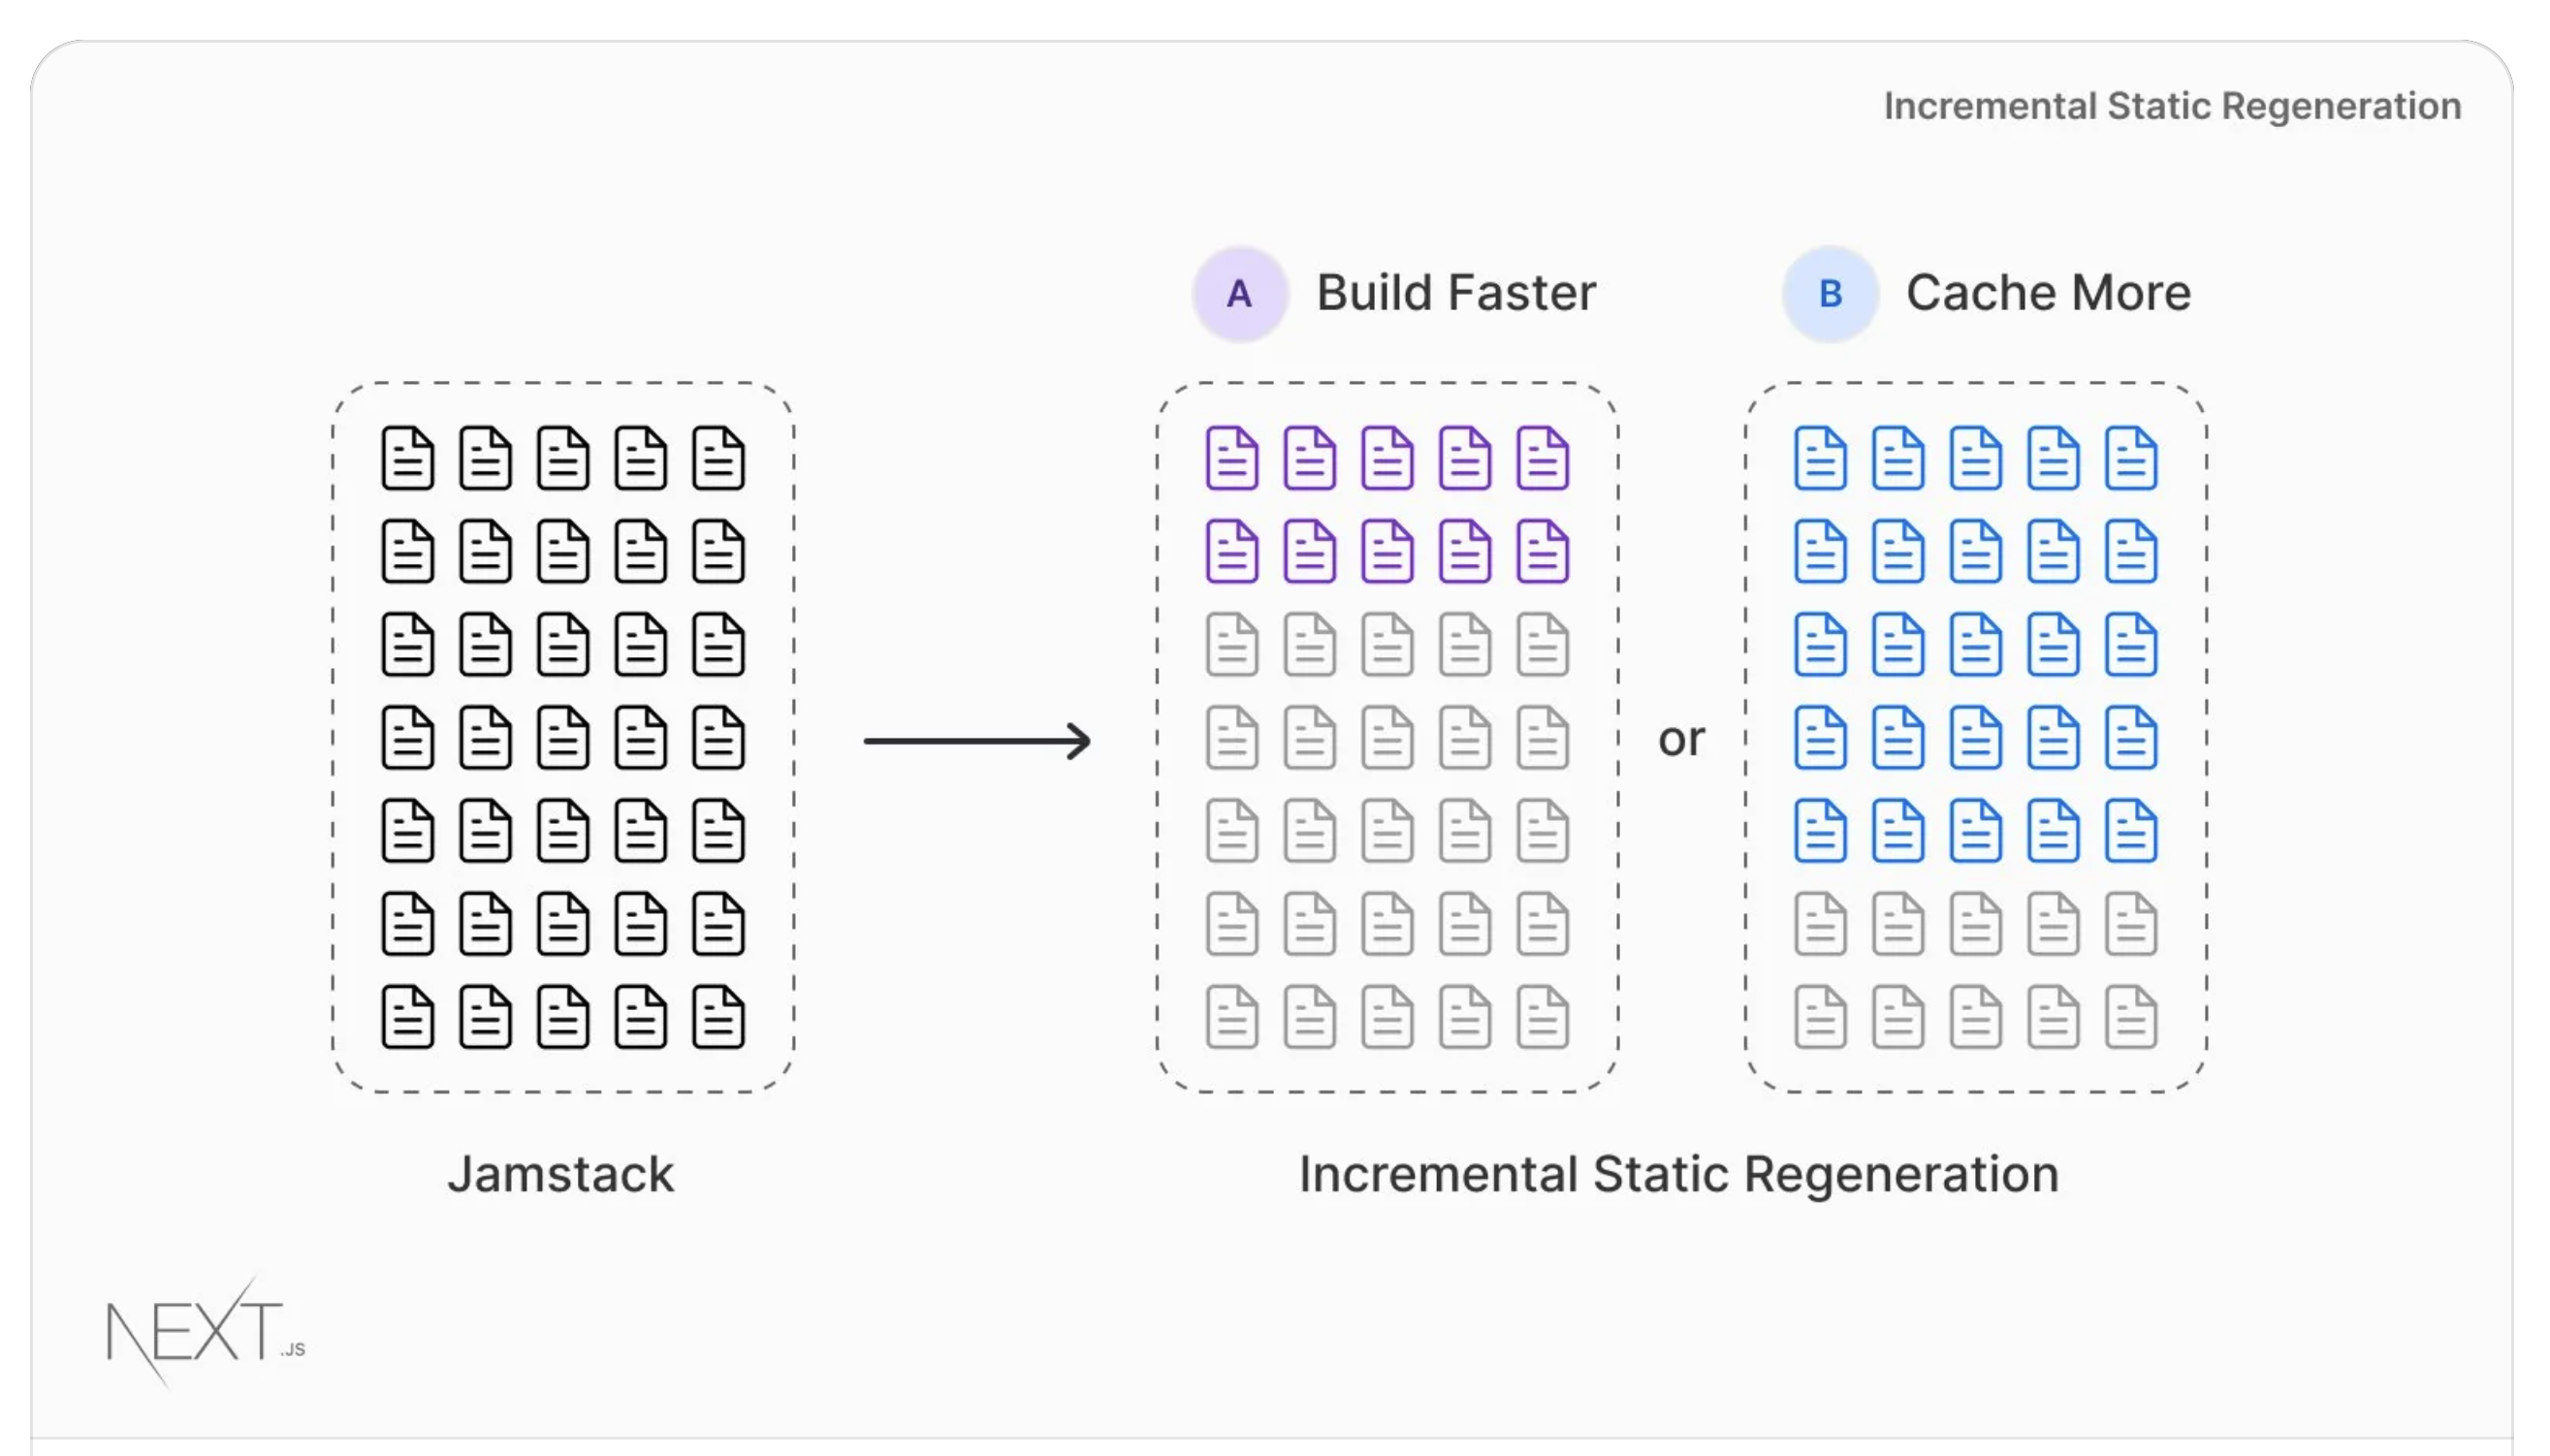 Incremental Static Regeneration
A Build Faster
B Cache More
or
Jamstack
Incremental Static Regeneration
NEXT.JS